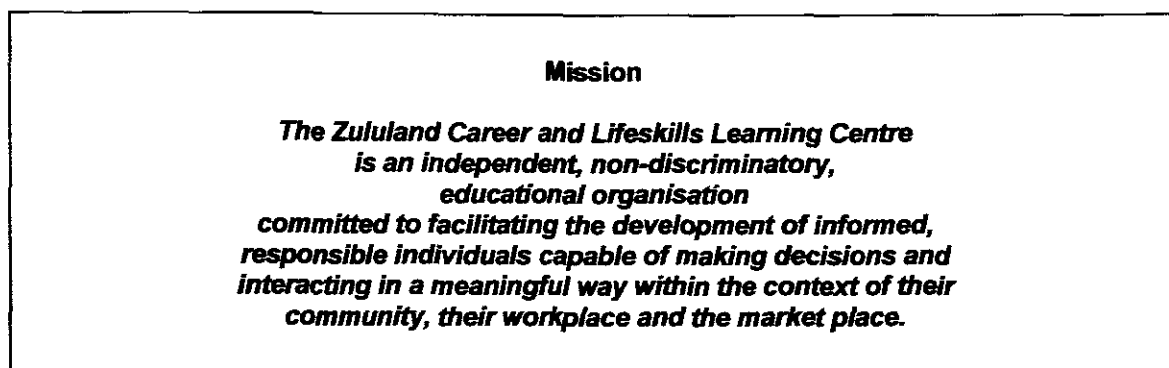 Mission
The Zululand Career and Lifeskills Learning Centre
is an independent, non-discriminatory,
educational organisation
committed to facilitating the development of informed,
responsible individuals capable of making decisions and
interacting in a meaningful way within the context of their
community, their workplace and the market place.